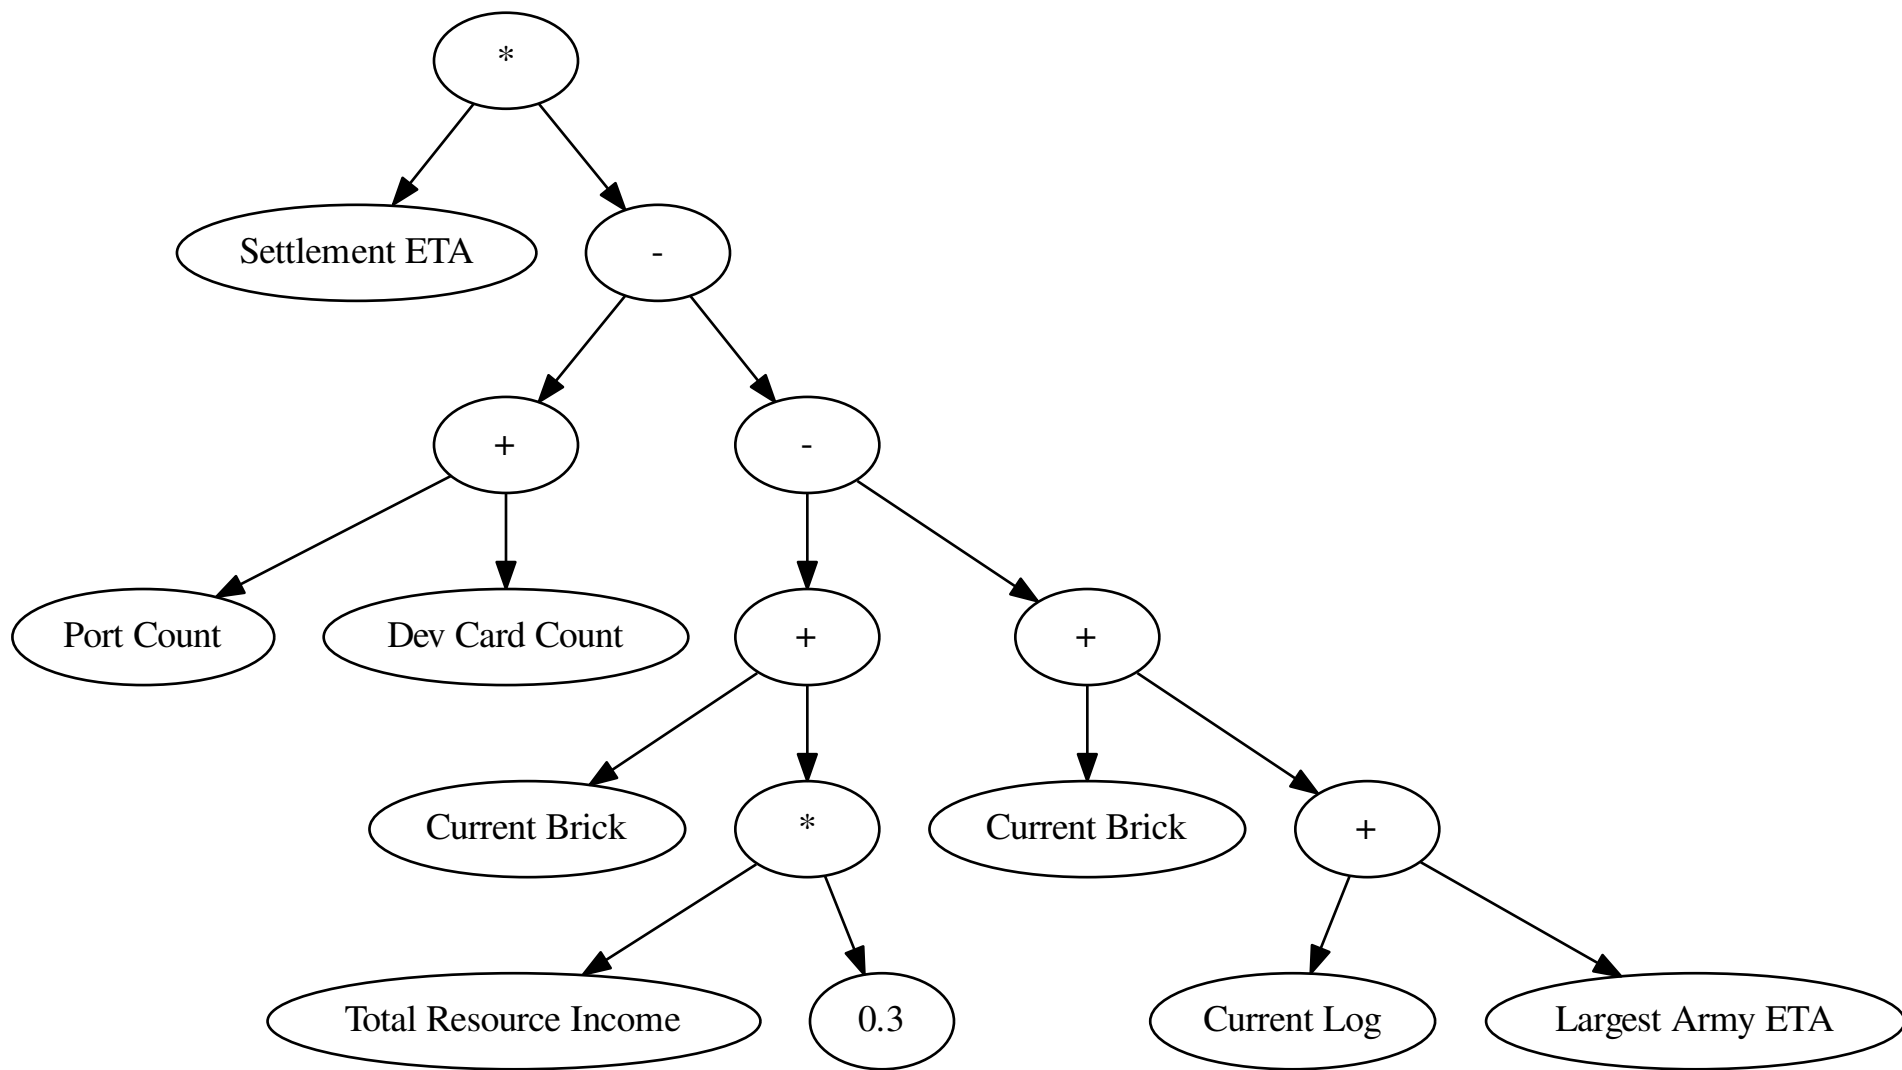 *
Settlement ETA
-
+
-
Port Count
Dev Card Count
+
+
Current Brick
*
Current Brick
+
Total Resource Income
0.3
Current Log
Largest Army ETA